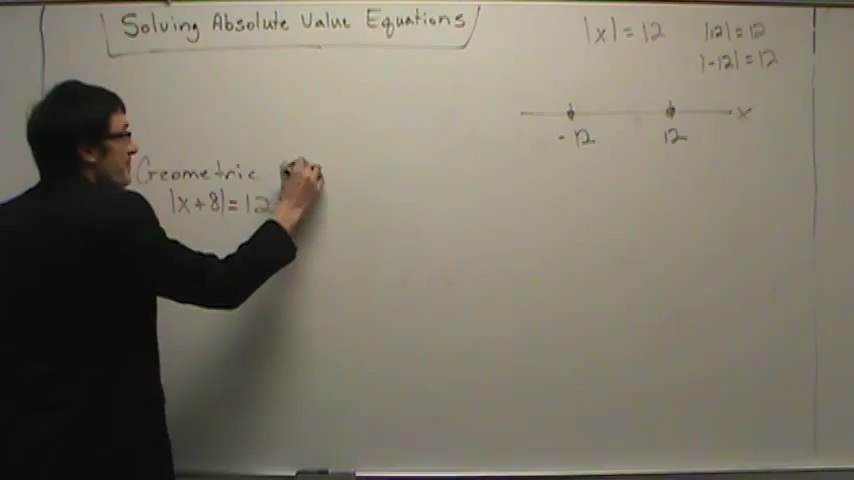 Solving Absolute Value Equations
|x| = 12
|12| = 12
|-12| = 12
x
-12
12
Geometric
|x+8| = 12